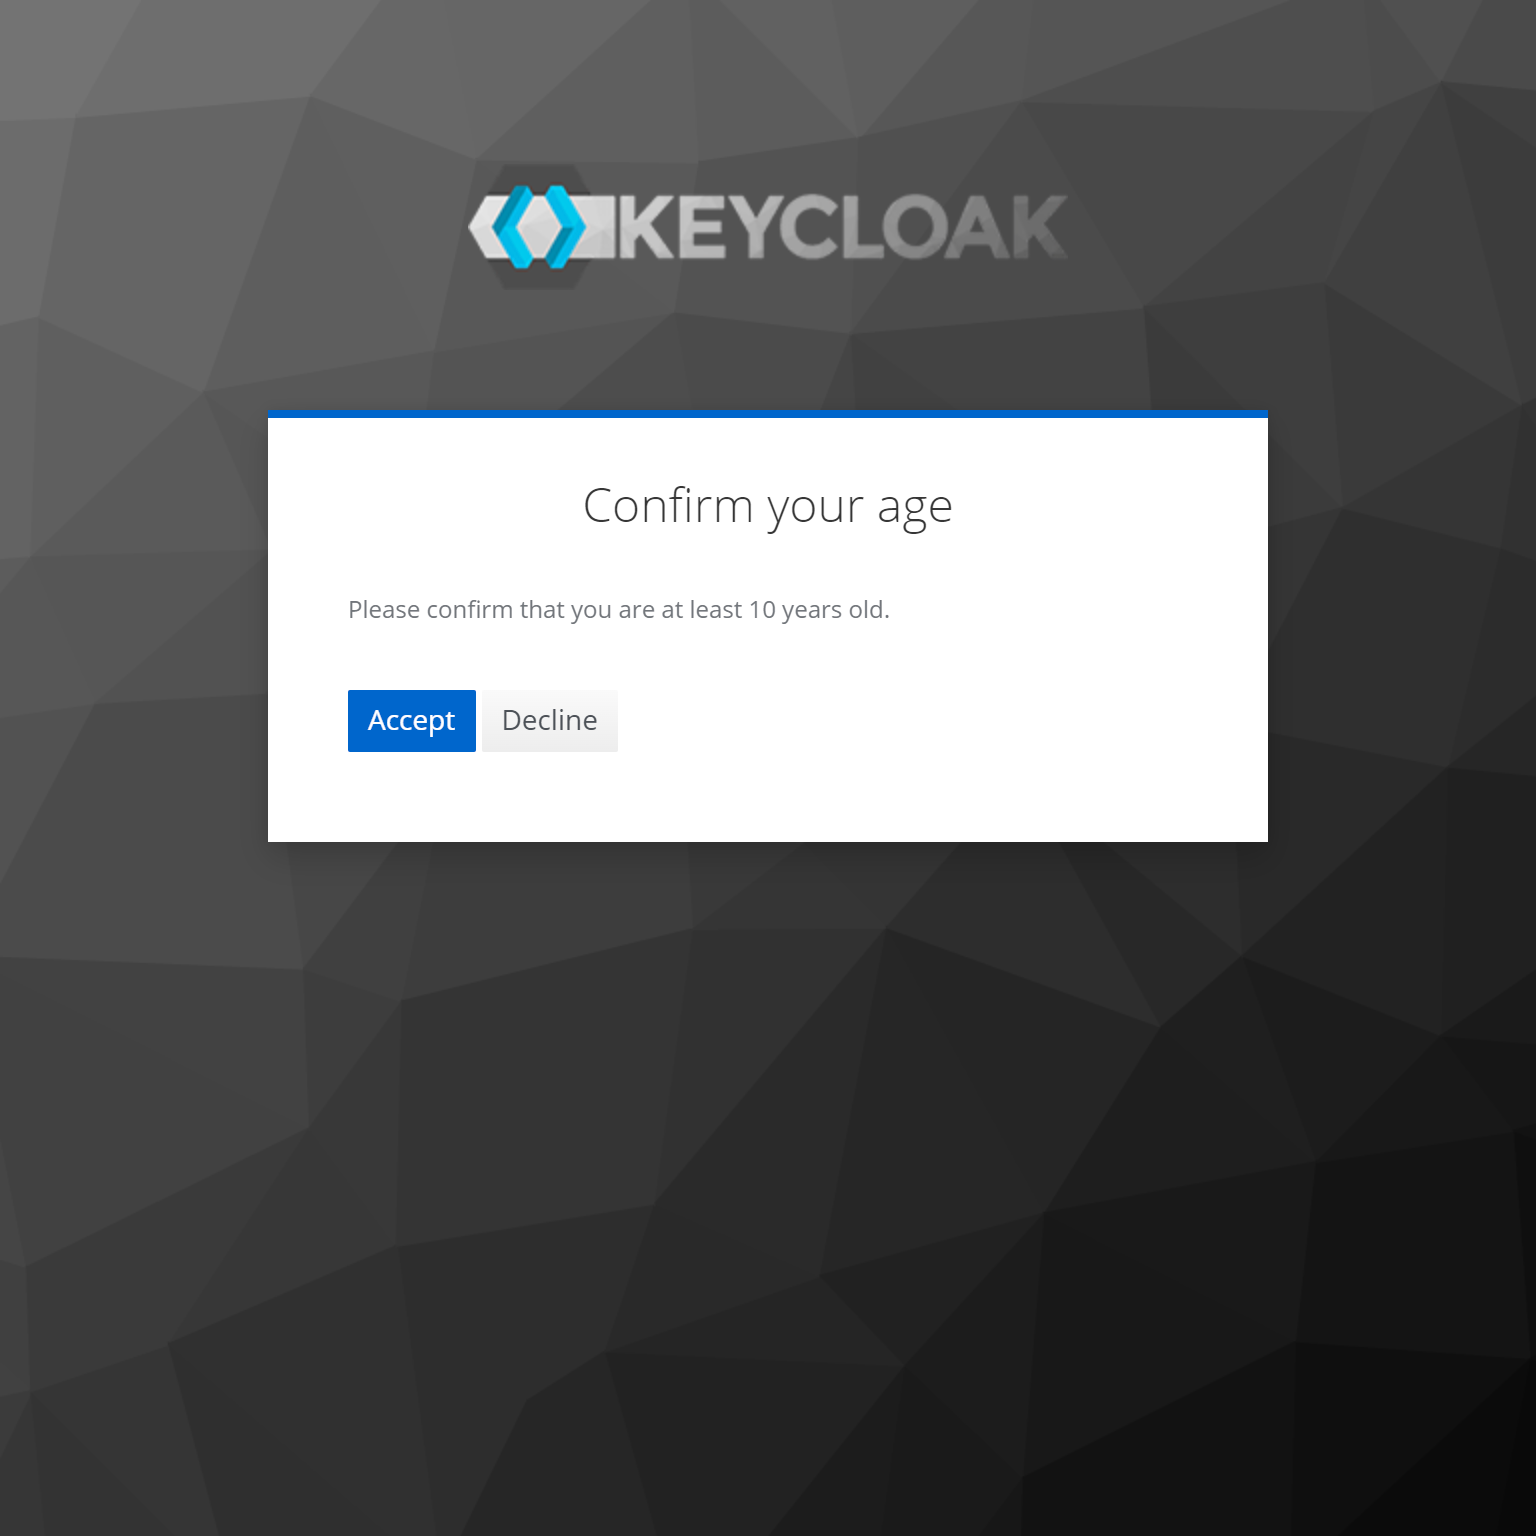 KEYCLOAK
Confirm your age
Please confirm that you are at least 10 years old.
Accept Decline